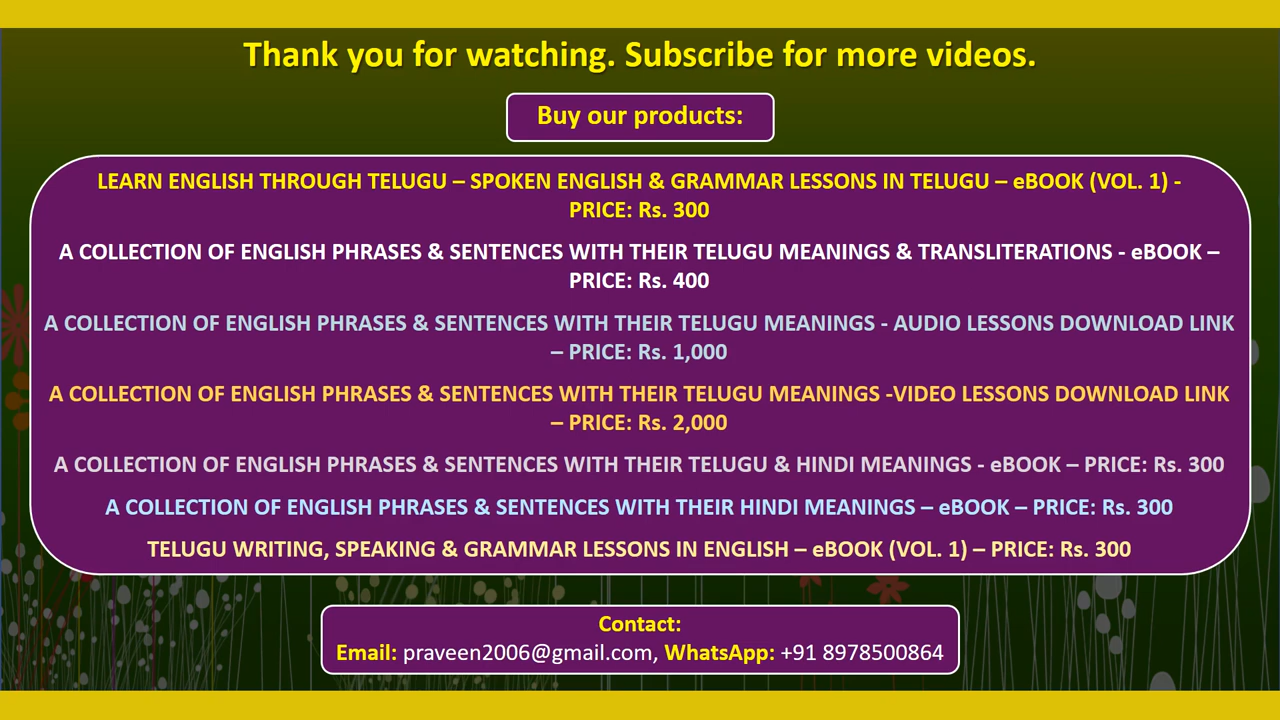 Thank you for watching. Subscribe for more videos.
Buy our products:
LEARN ENGLISH THROUGH TELUGU – SPOKEN ENGLISH & GRAMMAR LESSONS IN TELUGU – eBOOK (VOL. 1) -
PRICE: Rs. 300
A COLLECTION OF ENGLISH PHRASES & SENTENCES WITH THEIR TELUGU MEANINGS & TRANSLITERATIONS - eBOOK –
PRICE: Rs. 400
A COLLECTION OF ENGLISH PHRASES & SENTENCES WITH THEIR TELUGU MEANINGS - AUDIO LESSONS DOWNLOAD LINK
– PRICE: Rs. 1,000
A COLLECTION OF ENGLISH PHRASES & SENTENCES WITH THEIR TELUGU MEANINGS -VIDEO LESSONS DOWNLOAD LINK
– PRICE: Rs. 2,000
A COLLECTION OF ENGLISH PHRASES & SENTENCES WITH THEIR TELUGU & HINDI MEANINGS - eBOOK – PRICE: Rs. 300
A COLLECTION OF ENGLISH PHRASES & SENTENCES WITH THEIR HINDI MEANINGS – eBOOK – PRICE: Rs. 300
TELUGU WRITING, SPEAKING & GRAMMAR LESSONS IN ENGLISH – eBOOK (VOL. 1) – PRICE: Rs. 300
Contact:
Email: praveen2006@gmail.com, WhatsApp: +91 8978500864